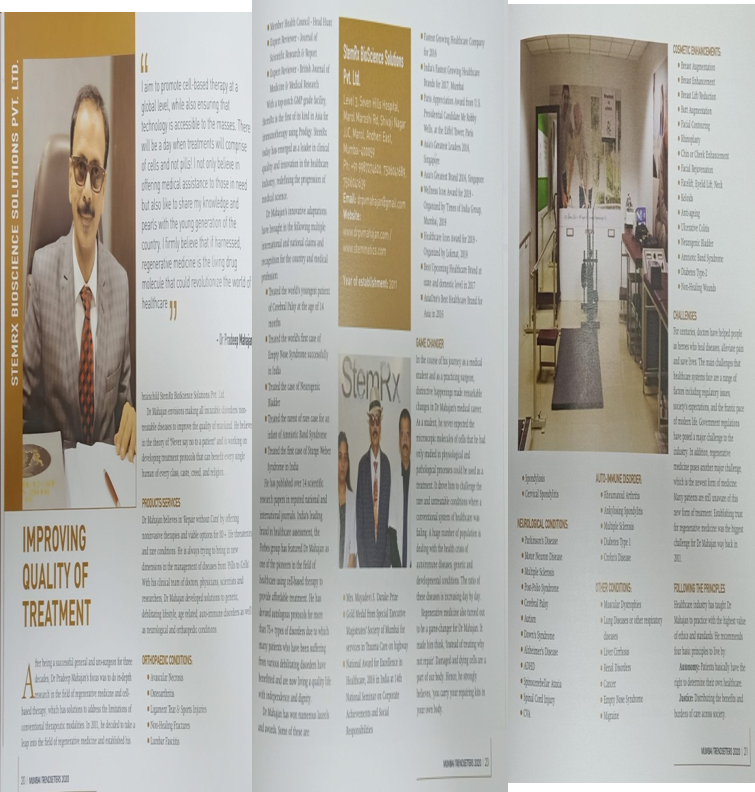 STEMRX BIOSCIENCE SOLUTIONS PVT. LTD.
“
I aim to promote cell-based therapy at a
global level, while also ensuring that
technology is accessible to the masses. There
will be a day when treatments will comprise
of cells and not pills! I not only believe in
offering medical assistance to those in need
but also like to share my knowledge and
pearls with the young generation of the
country. I firmly believe that if harnessed,
regenerative medicine is the living drug
molecule that could revolutionize the world of
healthcare ”
- Dr Pradeep Mahajan
IMPROVING
QUALITY OF
TREATMENT
After being a successful general and uro-surgeon for three
decades, Dr Pradeep Mahajan's focus was to do in-depth
research in the field of regenerative medicine and cell-
based therapy, which has solutions to address the limitations of
conventional therapeutic modalities. In 2011, he decided to take a
leap into the field of regenerative medicine and established his
brainchild StemRx BioScience Solutions Pvt. Ltd.
Dr Mahajan envisions making all incurable disorders
treatable diseases to improve the quality of mankind. He believes
in the theory of 'Never say no to a patient' and is working on
developing treatment protocols that can benefit every single
human of every class, caste, creed, and religion.
PRODUCTS/SERVICES
Dr Mahajan believes in 'Repair without Cuts' by offering
innovative therapies and viable options for 80+ life threatening
and rare conditions. He is always trying to bring in new
dimensions in the management of diseases from 'Pills to Cells'.
With his clinical team of doctors, physicians, scientists and
researchers, Dr Mahajan developed solutions to genetic,
debilitating lifestyle, age related, auto-immune disorders as well
as neurological and orthopedic conditions.
ORTHOPAEDIC CONDITIONS:
• Avascular Necrosis
• Osteoarthritis
• Ligament Tear & Sports Injuries
• Non-Healing Fractures
• Lumbar Fasciitis
20 | MUMBAI TRENDSETTERS 2020
• Member Health Council - Head Hunt
• Expert Reviewer - Journal of
Scientific Research & Report
• Expert Reviewer - British Journal of
Medicine & Medical Research
With a top-notch GMP grade facility,
StemRx is the first of its kind in Asia for
immunotherapy using Prodigy. StemRx
today has emerged as a leader in clinical
quality and innovation in the healthcare
industry, redefining the progression of
medical science.
Dr Mahajan's innovative adaptations
have brought in the following multiple
international and national claims and
recognition for the country and medical
profession.
• Treated the world's youngest patient
of Cerebral Palsy at the age of 14
months
• Treated the world's first case of
Empty Nose Syndrome successfully
in India
• Treated the case of Neurogenic
Bladder
• Treated the rarest of rare case for an
infant of Amniotic Band Syndrome
• Treated the first case of Sturge Weber
Syndrome in India
He has published over 34 scientific
research papers in reputed national and
international journals. India's leading
brand in healthcare assessment, the
Forbes group has featured Dr Mahajan as
one of the pioneers in the field of
healthcare using cell-based therapy to
provide affordable treatment. He has
devised autologous protocols for more
than 75+ types of disorders due to which
many patients who have been suffering
from various debilitating disorders have
benefited and are now living a quality life
with independence and dignity.
Dr Mahajan has won numerous laurels
and awards. Some of these are:
StemRx BioScience Solutions
Pvt. Ltd.
Level 3, Seven Hills Hospital,
Marol Maroshi Rd, Shivaji Nagar
JJC, Marol, Andheri East,
Mumbai-400059
Website:
www.drpmahajan.com /
www.stemrxetcs.com
Year of establishment: 2011
StemRx
• Mrs. Mayadevi S. Darake Prize
• Gold Medal from Special Executive
Magistrates' Society of Mumbai for
services in Thauma Care on highway
• National Award for Excellence in
Healthcare, 2016 in India at 14th
National Seminar on Corporate
Achievements and Social
Responsibilities
• Fastest Growing Healthcare Company
for 2016
• India's Fastest Growing Healthcare
Brands for 2017, Mumbai
• Paris Appreciation Award from U.S.
Presidential Candidate Mr Robby
Wells, at the Eiffel Tower, Paris
• Asia's Greatest Leaders 2016,
Singapore
• Asia's Greatest Brand 2016, Singapore
• Wellness Icon Award for 2019 -
Organised by Times of India Group,
Mumbai, 2019
• Healthcare Icon Award for 2019 -
Organised by Lokmat, 2019
• Best Upcoming Healthcare Brand at
state and domestic level in 2017
• AsiaOne's Best Healthcare Brand for
Asia in 2016
GAME CHANGER
In the course of his journey as a medical
student and as a practising surgeon,
distinctive happenings made remarkable
changes in Dr Mahajan's medical career.
As a student, he never expected the
microscopic molecules of cells that he had
only studied in physiological and
pathological processes could be used as a
treatment. It drove him to challenge the
rare and untreatable conditions where a
conventional system of healthcare was
failing. A huge number of population is
dealing with the health crisis of
autoimmune diseases, genetic and
developmental conditions. The ratio of
these diseases is increasing day by day.
Regenerative medicine also turned out
to be a game-changer for Dr Mahajan. It
made him think, 'Instead of treating why
not repair'. Damaged and dying cells are a
part of our body. Hence, he strongly
believes, you can carry your repairing kits in
your own body.
MUMBAI TRENDSETTERS 2020 | 21
• Spondylosis
• Cervical Spondylitis
NEUROLOGICAL CONDITIONS:
• Parkinson's Disease
• Motor Neuron Disease
• Multiple Sclerosis
• Post-Polio Syndrome
• Cerebral Palsy
• Autism
• Down's Syndrome
• Alzheimer's Disease
• ADHD
• Spinocerebellar Ataxia
• Spinal Cord Injury
• CVA
AUTO-IMMUNE DISORDER:
• Rheumatoid Arthritis
• Ankylosing Spondylitis
• Multiple Sclerosis
• Diabetes Type 1
• Crohn's Disease
OTHER CONDITIONS:
• Muscular Dystrophies
• Lung Diseases or other respiratory
diseases
• Liver Cirrhosis
• Renal Disorders
• Cancer
• Empty Nose Syndrome
• Migraine
COSMETIC ENHANCEMENTS:
• Breast Augmentation
• Breast Enhancement
• Breast Lift Reduction
• Butt Augmentation
• Facial Contouring
• Rhinoplasty
• Chin or Cheek Enhancement
• Facial Rejuvenation
• Facelift, Eyelid Lift, Neck
• Keloids
• Anti-ageing
• Ulcerative Colitis
• Neurogenic Bladder
• Amniotic Band Syndrome
• Diabetes Type-2
• Non-Healing Wounds
CHALLENGES
For centuries, doctors have helped people
as heroes who heal diseases, alleviate pain
and save lives. The main challenges that
healthcare systems face are a range of
factors including regulatory issues,
society's expectations, and the frantic pace
of modern life. Government regulations
have posed a major challenge to the
industry. In addition, regenerative
medicine poses another major challenge,
which is the newest form of medicine.
Many patients are still unaware of this
new form of treatment. Establishing trust
for regenerative medicine was the biggest
challenge for Dr Mahajan way back in
2011.
FOLLOWING THE PRINCIPLES
Healthcare industry has taught Dr.
Mahajan to practice with the highest value
of ethics and standards. He recommends
four basic principles to live by:
Autonomy: Patients basically have the
right to determine their own healthcare.
Justice: Distributing the benefits and
burdens of care across society.
MUMBAI TRENDSETTERS 2020 | 21